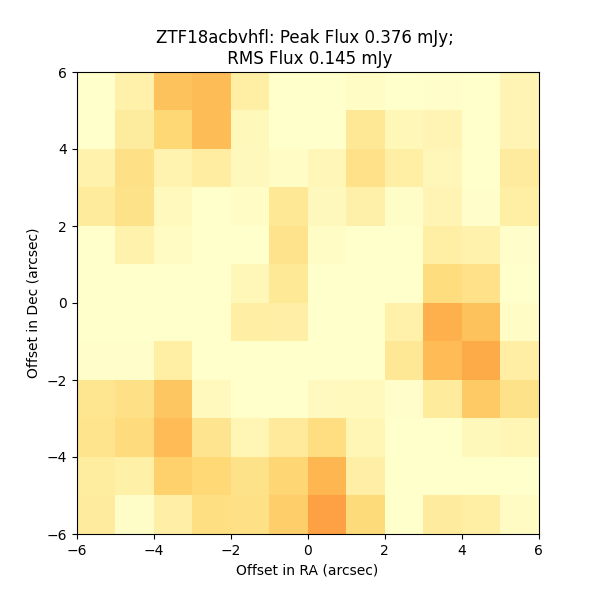 ZTF18acbvhfl: Peak Flux 0.376 mJy;
RMS Flux 0.145 mJy
6
4
2
0
−2
−4
−6
Offset in Dec (arcsec)
−6 −4 −2 0 2 4 6
Offset in RA (arcsec)